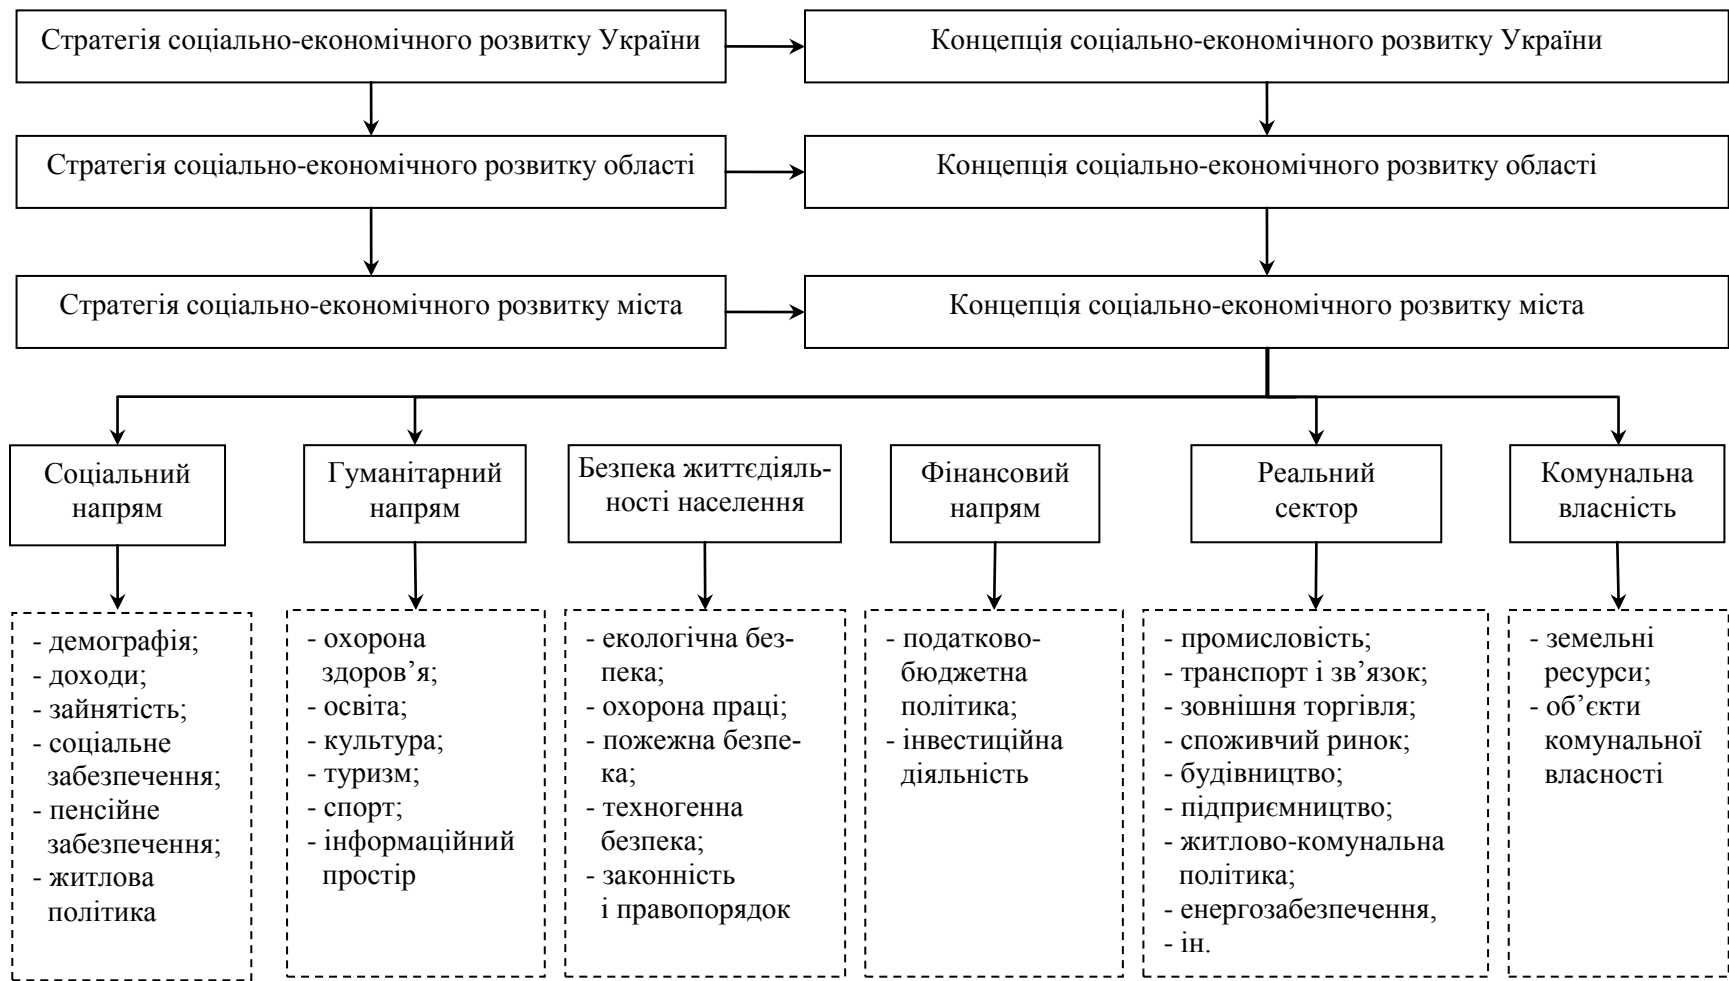 Стратегія соціально-економічного розвитку України
Концепція соціально-економічного розвитку України
Стратегія соціально-економічного розвитку області
Концепція соціально-економічного розвитку області
Стратегія соціально-економічного розвитку міста
Концепція соціально-економічного розвитку міста
Соціальний
напрям
Гуманітарний
напрям
Безпека життєдіяль-
ності населення
Фінансовий
напрям
Реальний
сектор
Комунальна
власність
- демографія;
- доходи;
- зайнятість;
- соціальне
забезпечення;
- пенсійне
забезпечення;
- житлова
політика
- охорона
здоров’я;
- освіта;
- культура;
- туризм;
- спорт;
- інформаційний
простір
- екологічна без-
пека;
- охорона праці;
- пожежна безпе-
ка;
- техногенна
безпека;
- законність
і правопорядок
- податково-
бюджетна
політика;
- інвестиційна
діяльність
- промисловість;
- транспорт і зв’язок;
- зовнішня торгівля;
- споживчий ринок;
- будівництво;
- підприємництво;
- житлово-комунальна
політика;
- енергозабезпечення,
- ін.
- земельні
ресурси;
- об’єкти
комунальної
власності